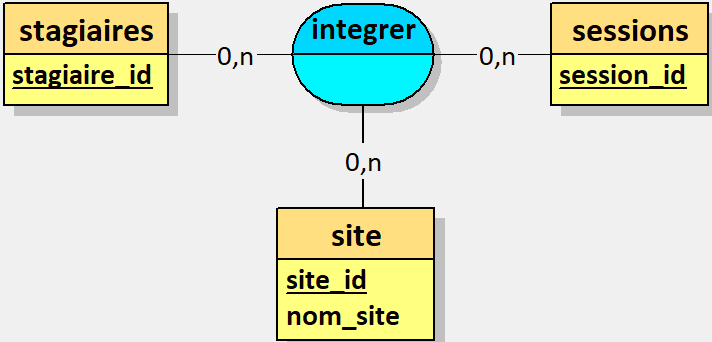 stagiaires
stagiaire_id
0,n
integrer
0,n
sessions
session_id
0,n
site
site_id
nom_site